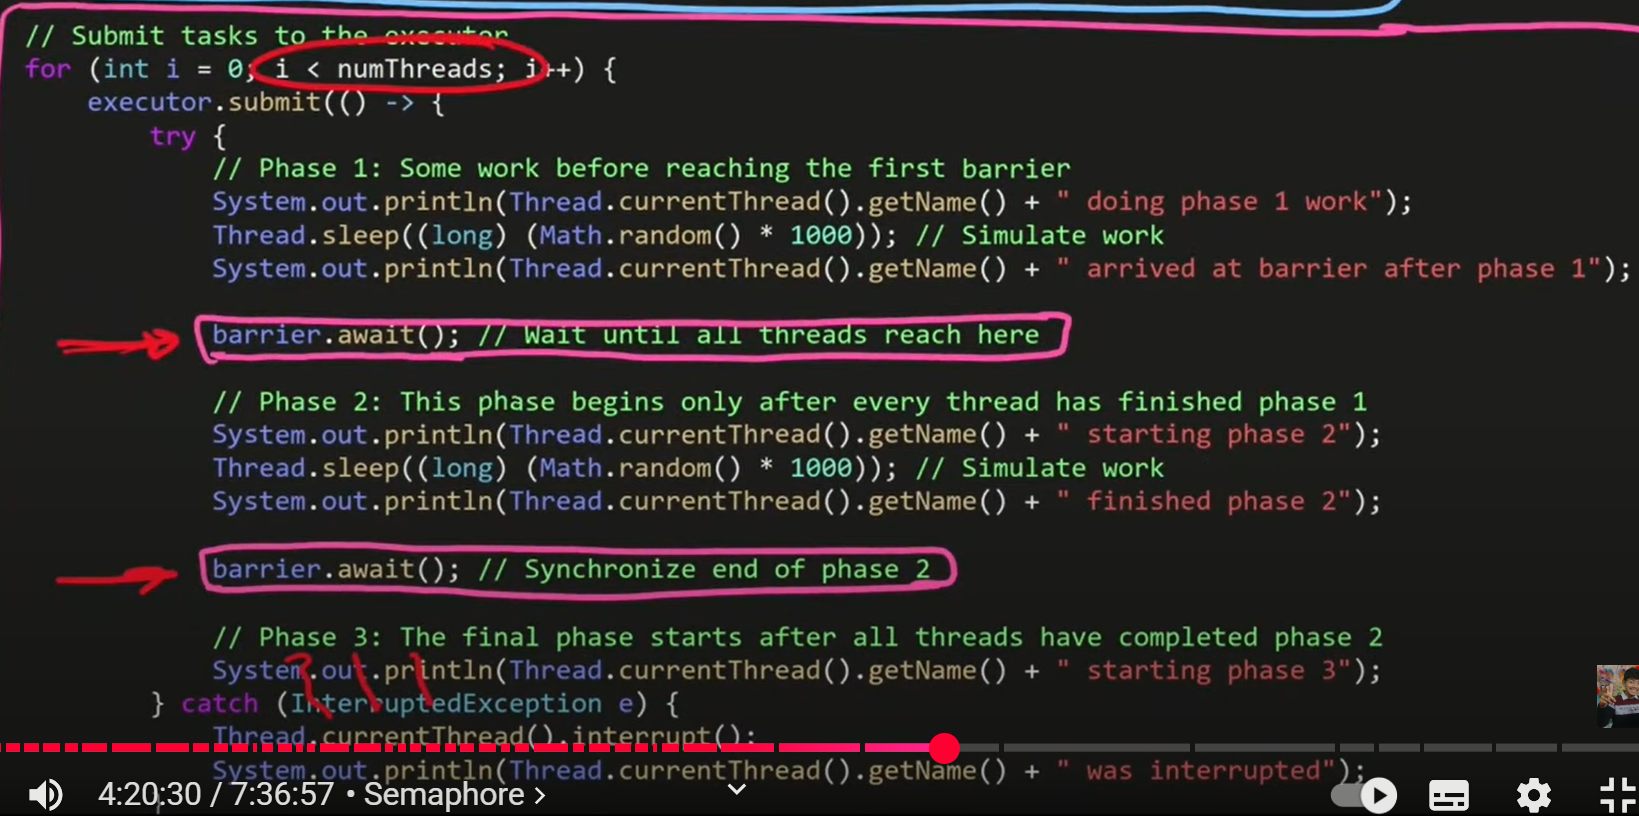 // Submit tasks to the executor
for (int i = 0; i < numThreads; i++) {
executor.submit(() -> {
try {
// Phase 1: Some work before reaching the first barrier
System.out.println(Thread.currentThread().getName() + " doing phase 1 work");
Thread.sleep((long) (Math.random() * 1000)); // Simulate work
System.out.println(Thread.currentThread().getName() + " arrived at barrier after phase 1");
barrier.await(); // Wait until all threads reach here
// Phase 2: This phase begins only after every thread has finished phase 1
System.out.println(Thread.currentThread().getName() + " starting phase 2");
Thread.sleep((long) (Math.random() * 1000)); // Simulate work
System.out.println(Thread.currentThread().getName() + " finished phase 2");
barrier.await(); // Synchronize end of phase 2
// Phase 3: The final phase starts after all threads have completed phase 2
System.out.println(Thread.currentThread().getName() + " starting phase 3");
} catch (InterruptedException e) {
Thread.currentThread().interrupt();
System.out.println(Thread.currentThread().getName() + " was interrupted");
4:20:30 / 7:36:57 • Semaphore >